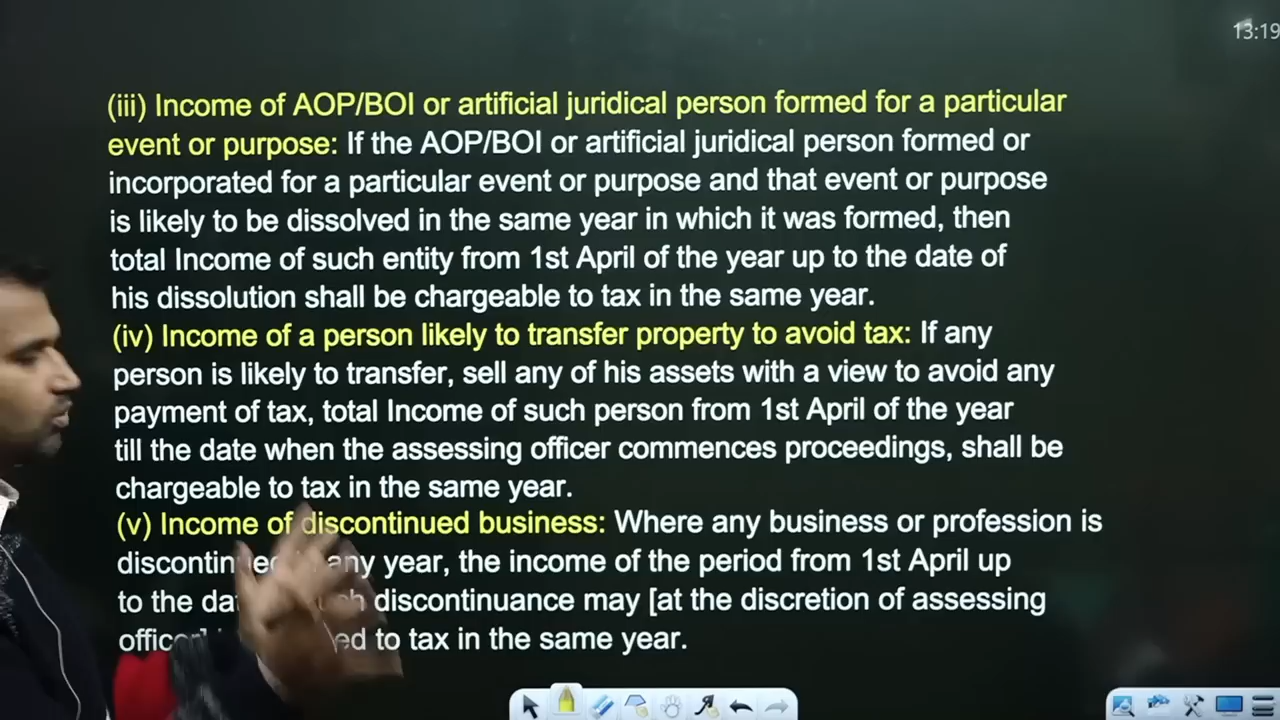 13:19
(iii) Income of AOP/BOI or artificial juridical person formed for a particular
event or purpose: If the AOP/BOI or artificial juridical person formed or
incorporated for a particular event or purpose and that event or purpose
is likely to be dissolved in the same year in which it was formed, then
total Income of such entity from 1st April of the year up to the date of
his dissolution shall be chargeable to tax in the same year.
(iv) Income of a person likely to transfer property to avoid tax: If any
person is likely to transfer, sell any of his assets with a view to avoid any
payment of tax, total Income of such person from 1st April of the year
till the date when the assessing officer commences proceedings, shall be
chargeable to tax in the same year.
(v) Income of discontinued business: Where any business or profession is
any year, the income of the period from 1st April up
to the discontinuance may [at the discretion of assessing
to tax in the same year.